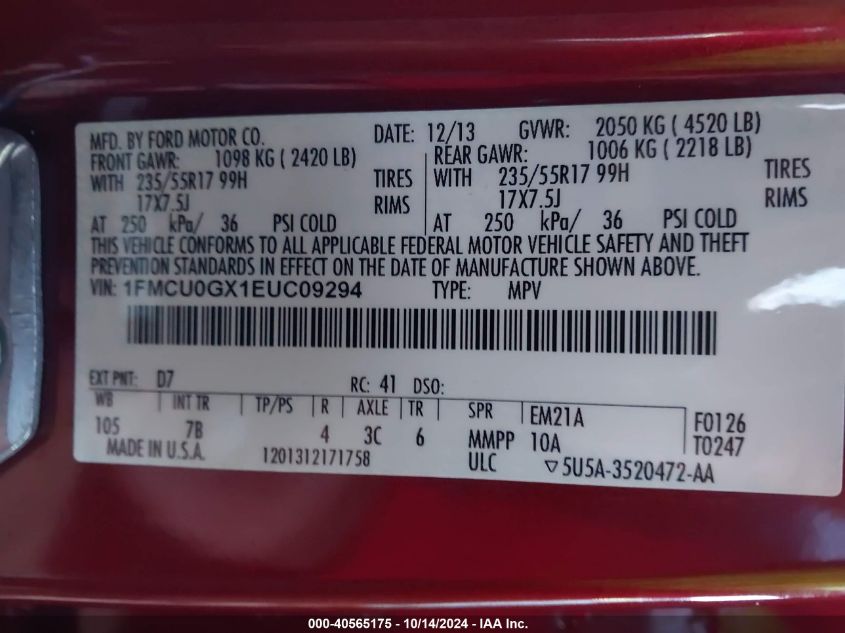 MFD. BY FORD MOTOR CO. DATE: 12/13 GVWR: 2050 KG ( 4520 LB)
FRONT GAWR: 1098 KG ( 2420 LB) REAR GAWR: 1006 KG ( 2218 LB)
WITH 235/55R17 99H TIRES WITH 235/55R17 99H TIRES
17X7.5J RIMS 17X7.5J RIMS
AT 250 kPa/ 36 PSI COLD AT 250 kPa/ 36 PSI COLD
THIS VEHICLE CONFORMS TO ALL APPLICABLE FEDERAL MOTOR VEHICLE SAFETY AND THEFT
PREVENTION STANDARDS IN EFFECT ON THE DATE OF MANUFACTURE SHOWN ABOVE.
VIN: 1FMCU0GX1EUC09294 TYPE: MPV
EXT PNT: D7 RC: 41 DSO:
WB INT TR TP/PS R AXLE TR SPR EM21A F0126
105 7B 4 3C 6 MMPP 10A T0247
MADE IN U.S.A. 1201312171758 ULC ▽5U5A-3520472-AA
000-40565175 - 10/14/2024 - IAA Inc.